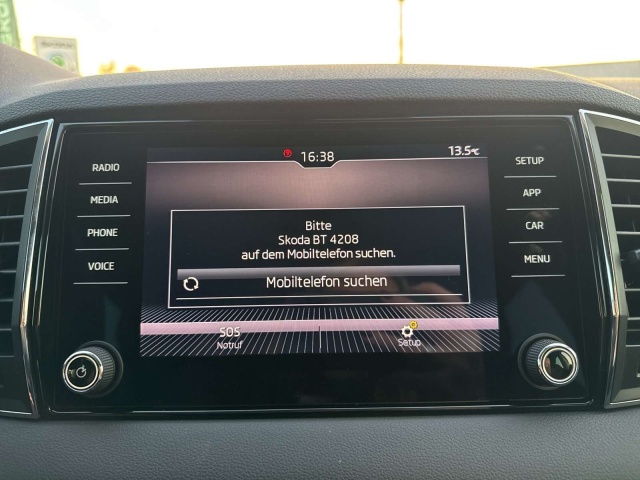 16:38
13.5°C
RADIO
MEDIA
PHONE
VOICE
SETUP
APP
CAR
MENU
Bitte
Skoda BT 4208
auf dem Mobiltelefon suchen.
Mobiltelefon suchen
SOS
Notruf
Setup